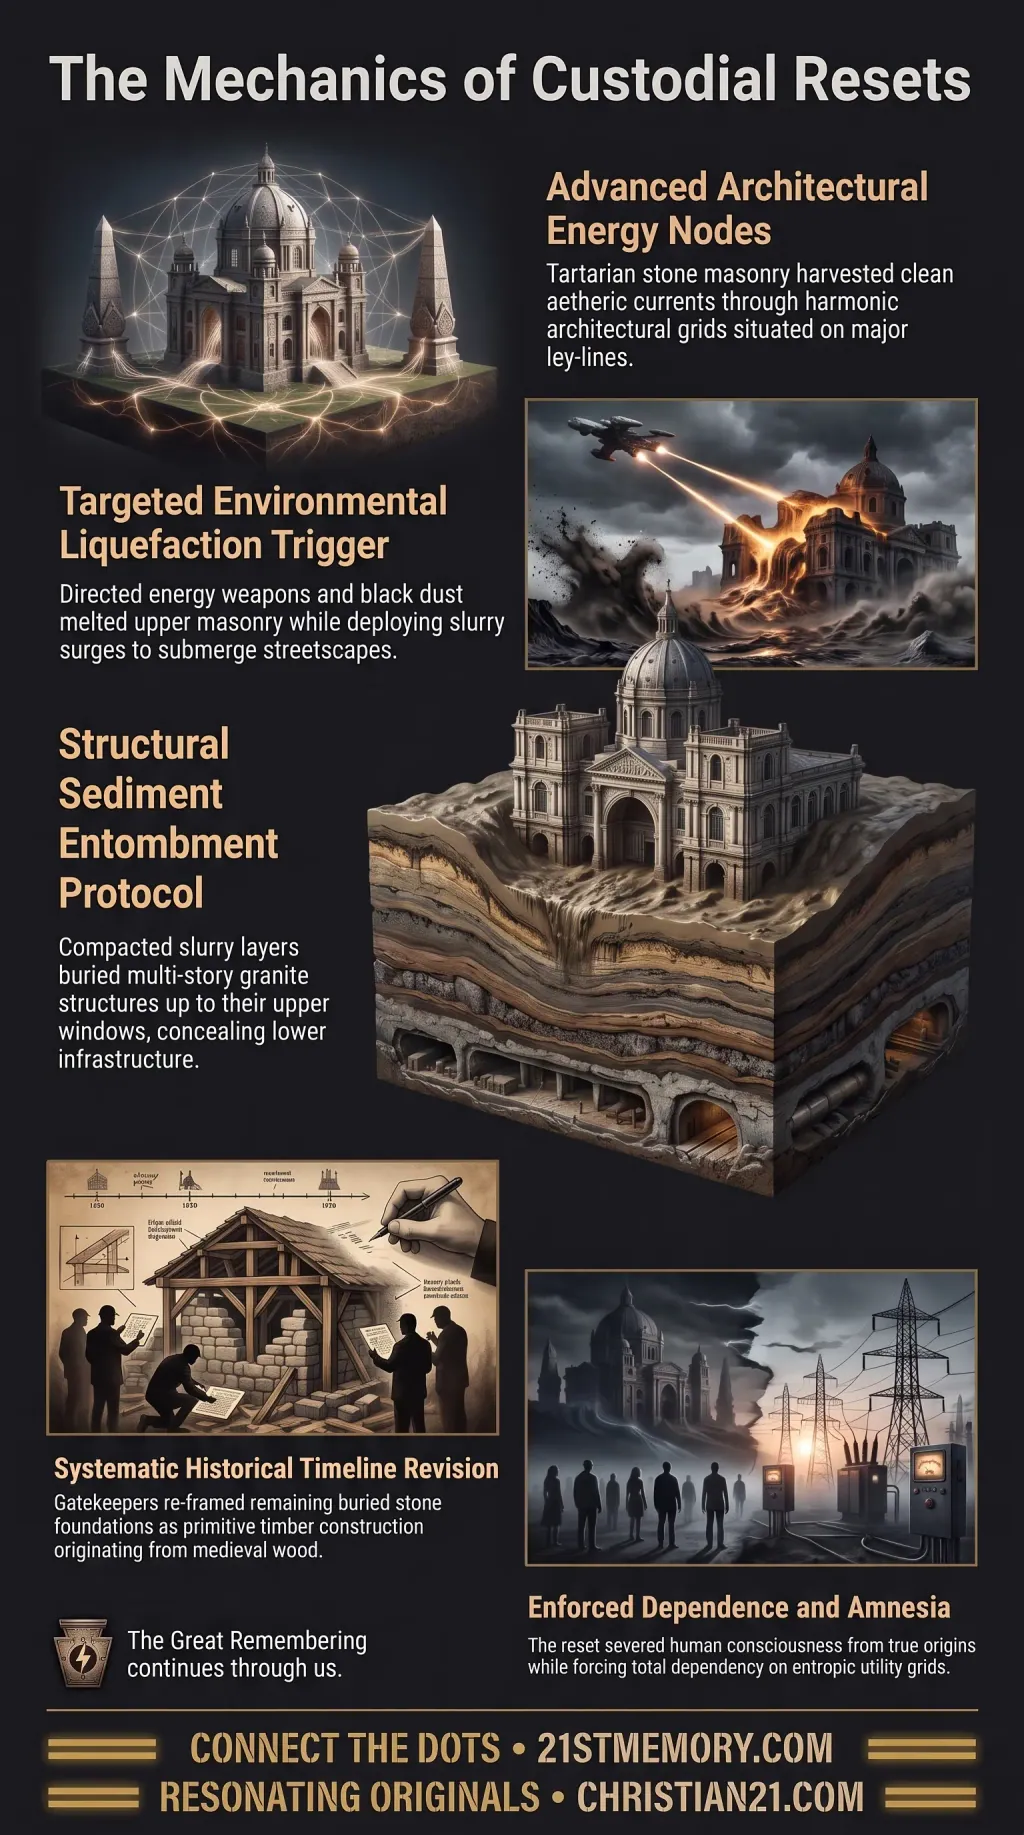 The Mechanics of Custodial Resets
Advanced Architectural
Energy Nodes
Tartarian stone masonry harvested clean
aetheric currents through harmonic
architectural grids situated on major
ley-lines.
Targeted Environmental
Liquefaction Trigger
Directed energy weapons and black dust
melted upper masonry while deploying slurry
surges to submerge streetscapes.
Structural
Sediment
Entombment
Protocol
Compacted slurry layers
buried multi-story granite
structures up to their upper
windows, concealing lower
infrastructure.
1850
1830
1920
Systematic Historical Timeline Revision
Gatekeepers re-framed remaining buried stone
foundations as primitive timber construction
originating from medieval wood.
Enforced Dependence and Amnesia
The reset severed human consciousness from true origins
while forcing total dependency on entropic utility grids.
The Great Remembering
continues through us.
CONNECT THE DOTS • 21STMEMORY.COM
RESONATING ORIGINALS • CHRISTIAN21.COM